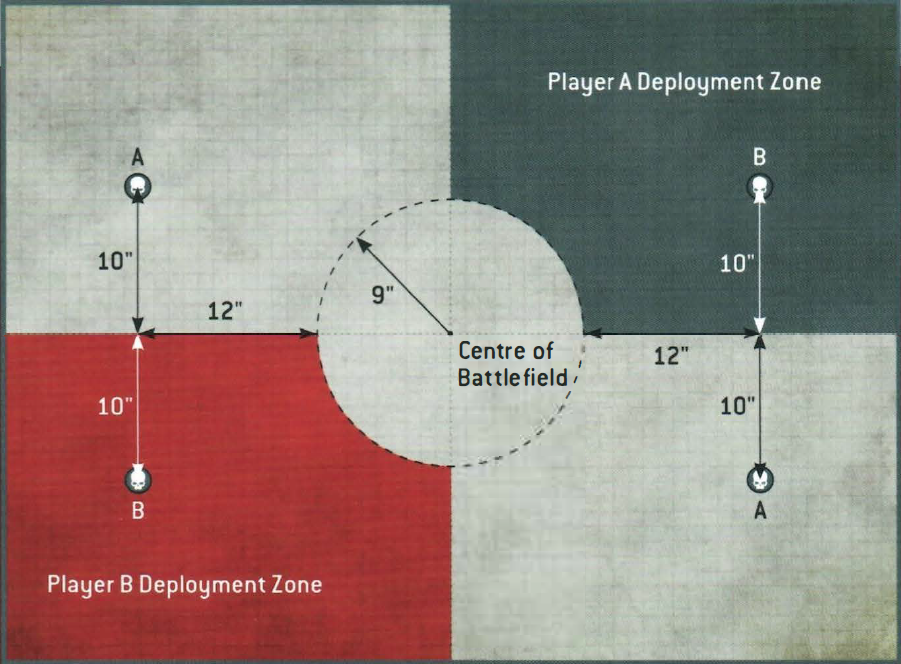 Player A Deployment Zone
A
B
10"
10"
12"
9"
Centre of
Battlefield
12"
10"
10"
B
A
Player B Deployment Zone